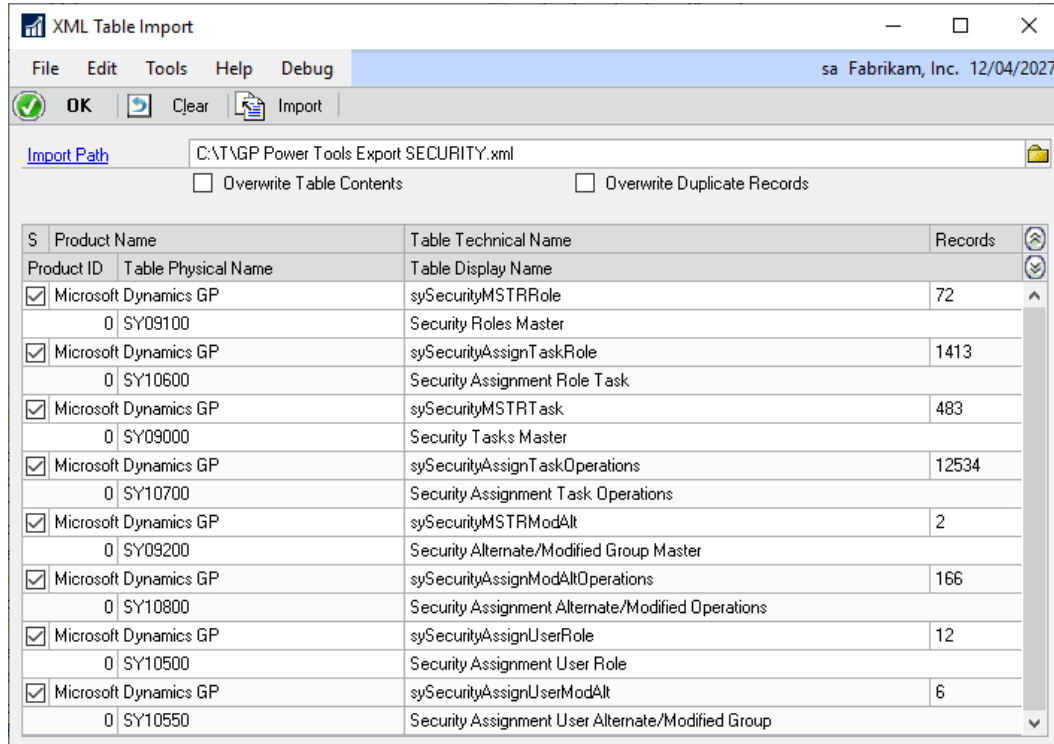 XML Table Import
File Edit Tools Help Debug sa Fabrikam, Inc. 12/04/2027
OK Clear Import
Import Path C:\T\GP Power Tools Export SECURITY.xml
Overwrite Table Contents Overwrite Duplicate Records
S Product Name Table Technical Name Records
Product ID Table Physical Name Table Display Name
Microsoft Dynamics GP sySecurityMSTRRole 72
0 SY09100 Security Roles Master
Microsoft Dynamics GP sySecurityAssignTaskRole 1413
0 SY10600 Security Assignment Role Task
Microsoft Dynamics GP sySecurityMSTRTask 483
0 SY09000 Security Tasks Master
Microsoft Dynamics GP sySecurityAssignTaskOperations 12534
0 SY10700 Security Assignment Task Operations
Microsoft Dynamics GP sySecurityMSTRModAlt 2
0 SY09200 Security Alternate/Modified Group Master
Microsoft Dynamics GP sySecurityAssignModAltOperations 166
0 SY10800 Security Assignment Alternate/Modified Operations
Microsoft Dynamics GP sySecurityAssignUserRole 12
0 SY10500 Security Assignment User Role
Microsoft Dynamics GP sySecurityAssignUserModAlt 6
0 SY10550 Security Assignment User Alternate/Modified Group